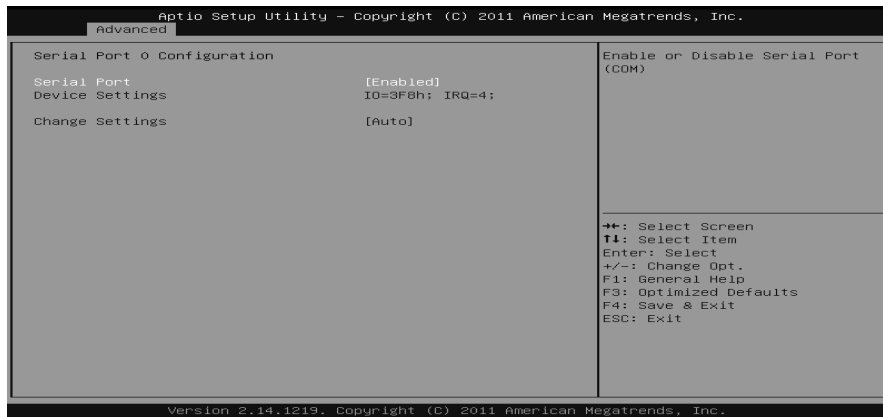 Aptio Setup Utility – Copyright (C) 2011 American Megatrends, Inc.
Advanced
Serial Port 0 Configuration
Serial Port [Enabled]
Device Settings IO=3F8h; IRQ=4;
Change Settings [Auto]
Enable or Disable Serial Port
(COM)
→←: Select Screen
↑↓: Select Item
Enter: Select
+/-: Change Opt.
F1: General Help
F3: Optimized Defaults
F4: Save & Exit
ESC: Exit
Version 2.14.1219. Copyright (C) 2011 American Megatrends, Inc.